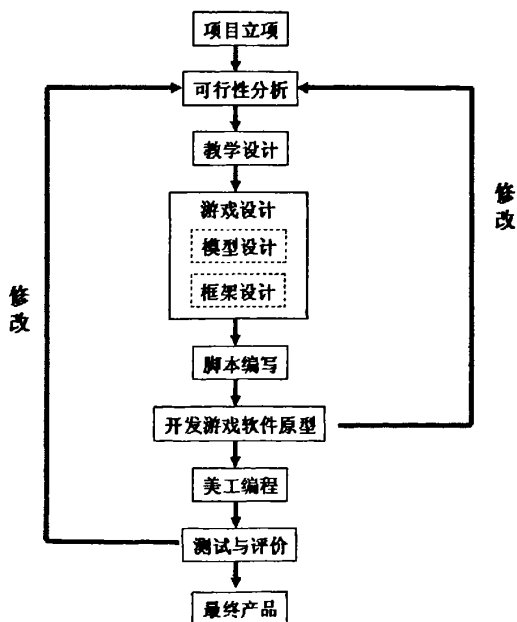 项目立项
可行性分析
教学设计
游戏设计
模型设计
框架设计
脚本编写
开发游戏软件原型
美工编程
测试与评价
最终产品
修改
修改